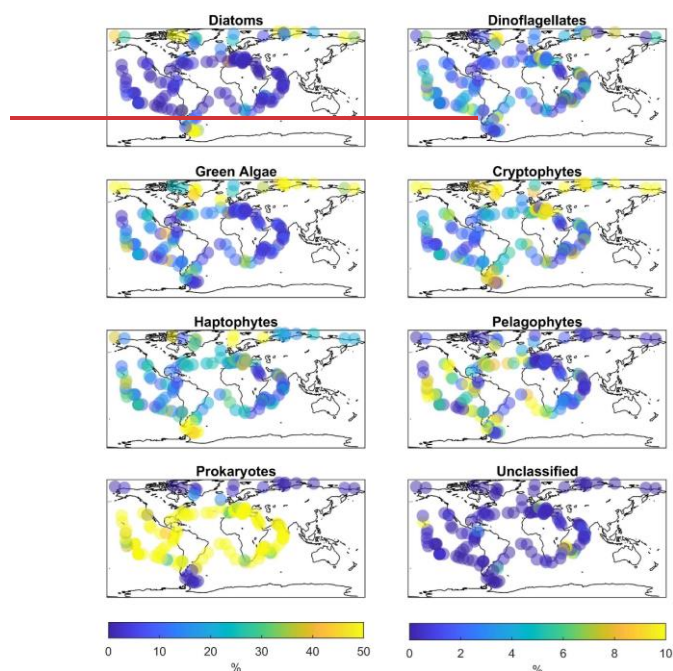 Diatoms
Dinoflagellates
Green Algae
Cryptophytes
Haptophytes
Pelagophytes
Prokaryotes
Unclassified
0 10 20 30 40 50
%
0 2 4 6 8 10
%